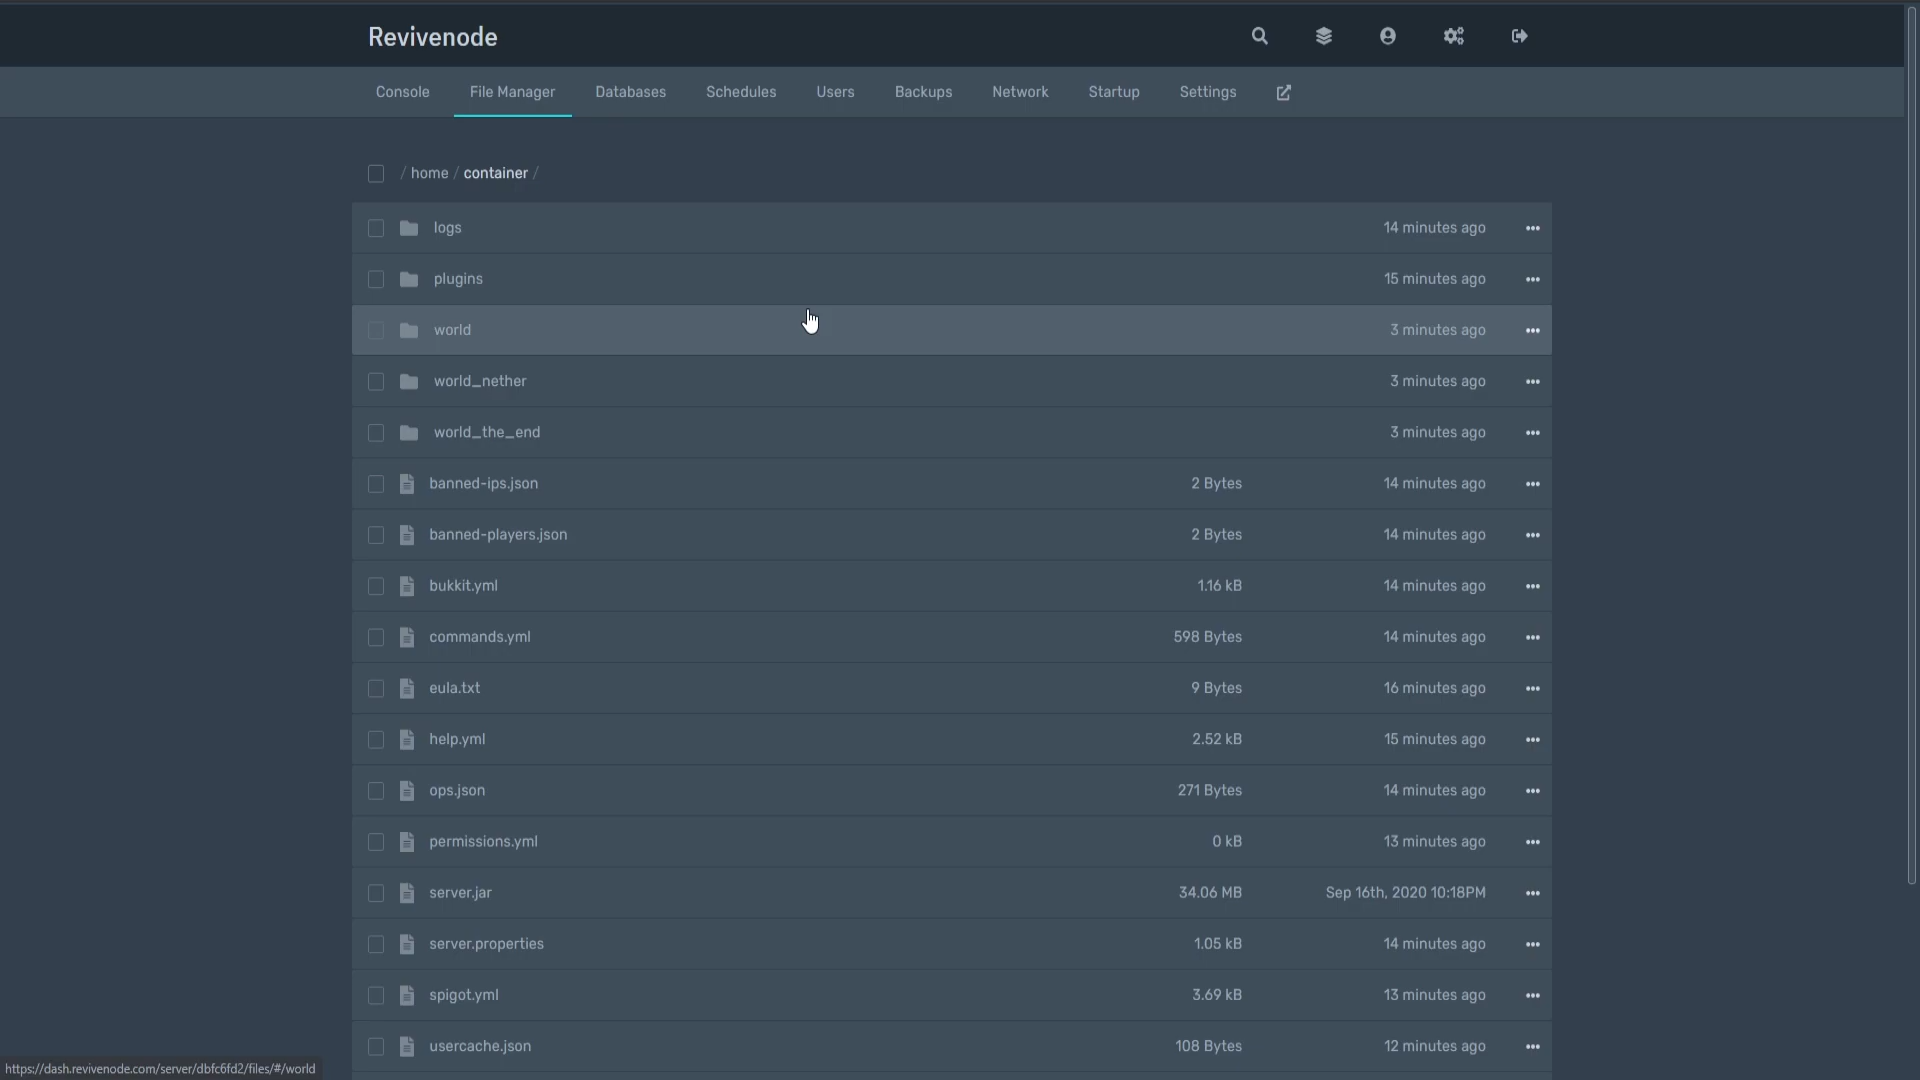 Revivenode
Console File Manager Databases Schedules Users Backups Network Startup Settings
/ home / container /
logs 14 minutes ago
plugins 15 minutes ago
world 3 minutes ago
world_nether 3 minutes ago
world_the_end 3 minutes ago
banned-ips.json 2 Bytes 14 minutes ago
banned-players.json 2 Bytes 14 minutes ago
bukkit.yml 1.16 kB 14 minutes ago
commands.yml 598 Bytes 14 minutes ago
eula.txt 9 Bytes 16 minutes ago
help.yml 2.52 kB 15 minutes ago
ops.json 271 Bytes 14 minutes ago
permissions.yml 0 kB 13 minutes ago
server.jar 34.06 MB Sep 16th, 2020 10:18PM
server.properties 1.05 kB 14 minutes ago
spigot.yml 3.69 kB 13 minutes ago
usercache.json 108 Bytes 12 minutes ago
https://dash.revivenode.com/server/dbfc6fd2/files/#/world